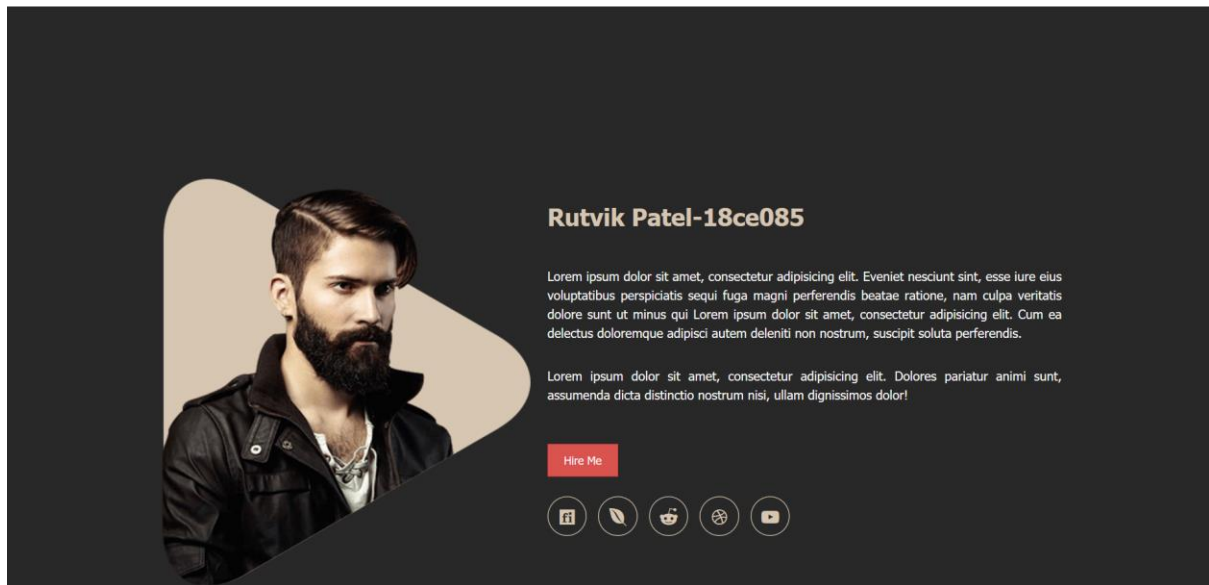 Rutvik Patel-18ce085
Lorem ipsum dolor sit amet, consectetur adipisicing elit. Eveniet nesciunt sint, esse iure eius
voluptatibus perspiciatis sequi fuga magni perferendis beatae ratione, nam culpa veritatis
dolore sunt ut minus qui Lorem ipsum dolor sit amet, consectetur adipisicing elit. Cum ea
delectus doloremque adipisci autem deleniti non nostrum, suscipit soluta perferendis.
Lorem ipsum dolor sit amet, consectetur adipisicing elit. Dolores pariatur animi sunt,
assumenda dicta distinctio nostrum nisi, ullam dignissimos dolor!
Hire Me